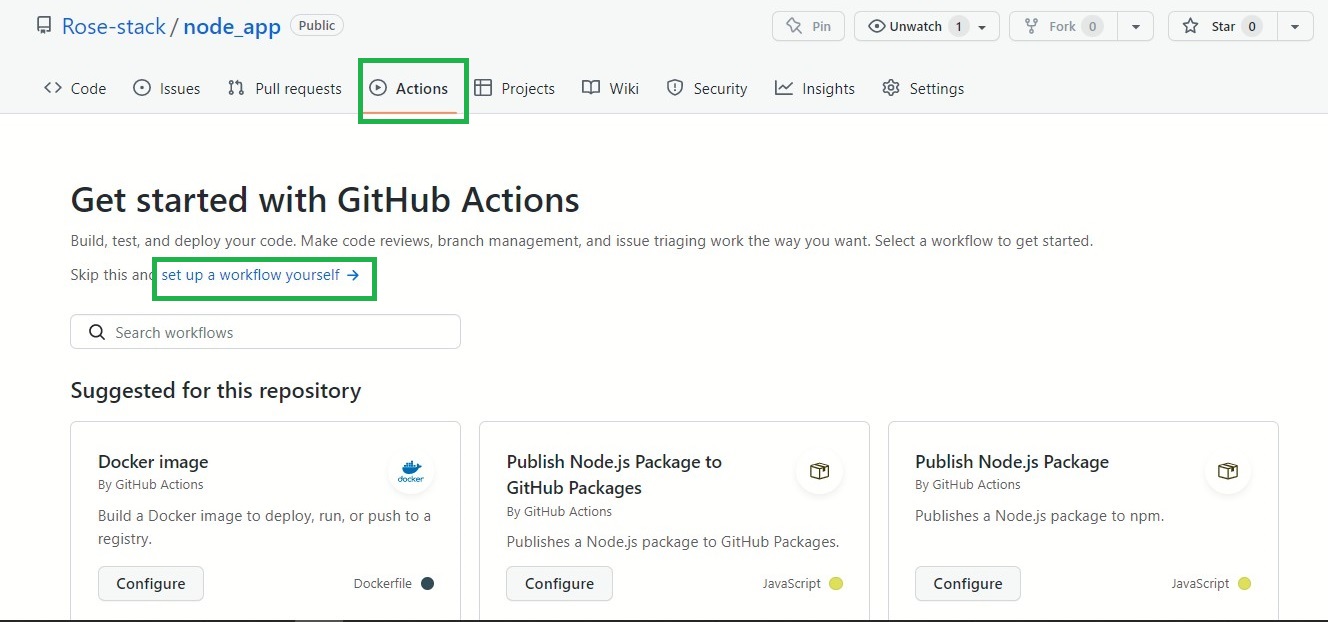 Rose-stack / node_app Public Pin Unwatch 1 Fork 0 Star 0
Code Issues Pull requests Actions Projects Wiki Security Insights Settings
Get started with GitHub Actions
Build, test, and deploy your code. Make code reviews, branch management, and issue triaging work the way you want. Select a workflow to get started.
Skip this and set up a workflow yourself →
Search workflows
Suggested for this repository
Docker image
By GitHub Actions
docker
Build a Docker image to deploy, run, or push to a
registry.
Configure Dockerfile
Publish Node.js Package to
GitHub Packages
By GitHub Actions
Publishes a Node.js package to GitHub Packages.
Configure JavaScript
Publish Node.js Package
By GitHub Actions
Publishes a Node.js package to npm.
Configure JavaScript